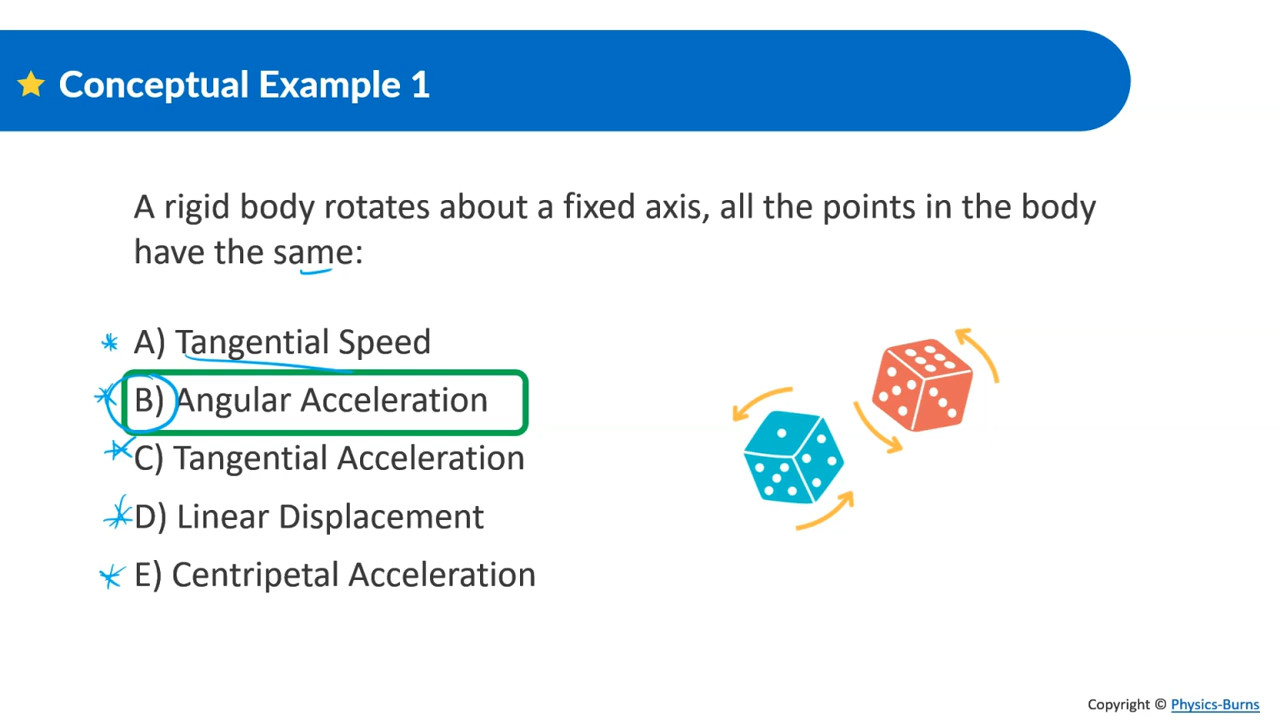 Conceptual Example 1
A rigid body rotates about a fixed axis, all the points in the body
have the same:
A) Tangential Speed
B) Angular Acceleration
C) Tangential Acceleration
D) Linear Displacement
E) Centripetal Acceleration
Copyright © Physics-Burns